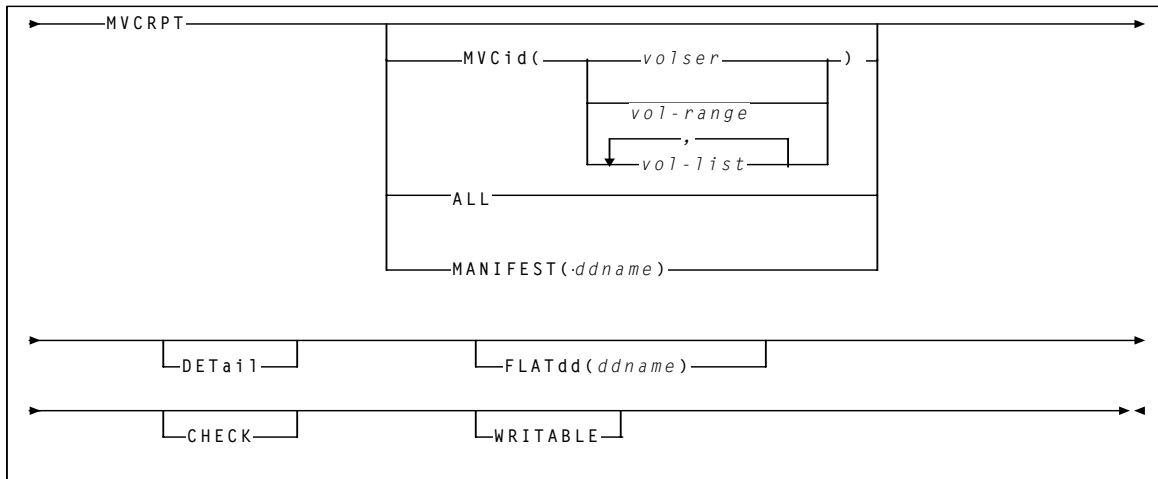 MVCRPT
MVCid( volser )
vol-range
,
vol-list
ALL
MANIFEST( ddname)
DETail FLATdd(ddname)
CHECK WRITABLE